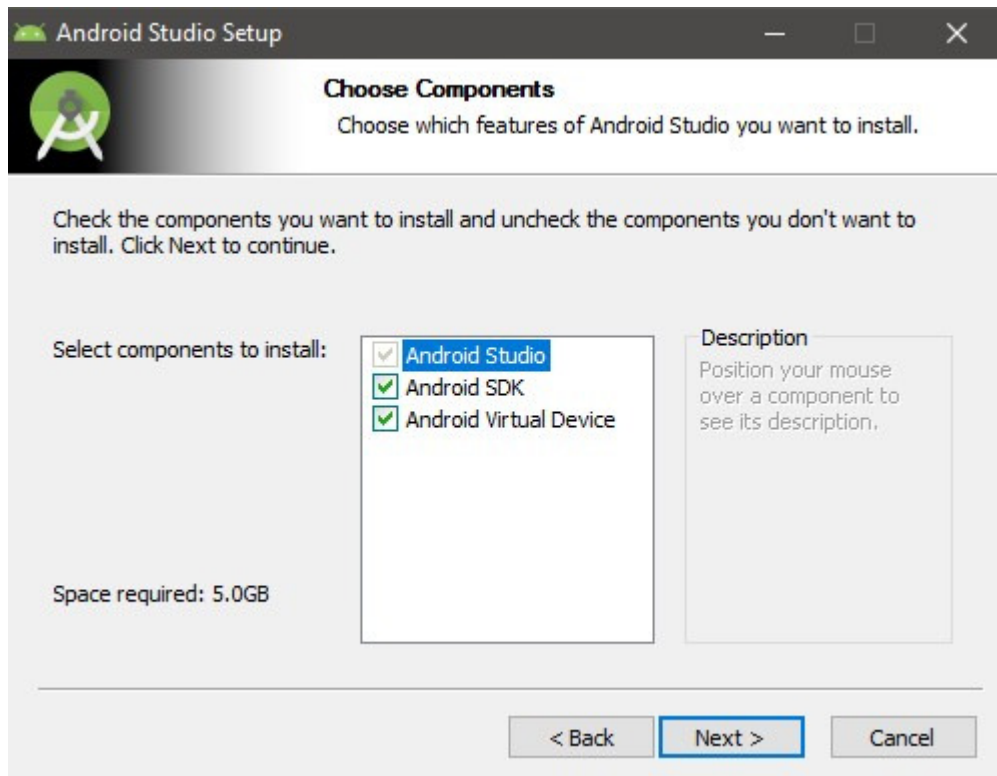 Android Studio Setup
Choose Components
Choose which features of Android Studio you want to install.
Check the components you want to install and uncheck the components you don't want to
install. Click Next to continue.
Select components to install:
Android Studio
Android SDK
Android Virtual Device
Description
Position your mouse
over a component to
see its description.
Space required: 5.0GB
< Back
Next >
Cancel